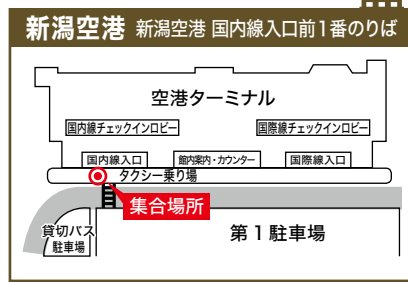 新潟空港 新潟空港 国内線入口前1番のりば
空港ターミナル
国内線チェックインロビー 国際線チェックインロビー
国内線入口 館内案内・カウンター 国際線入口
タクシー乗り場
集合場所
貸切バス
駐車場
第1駐車場